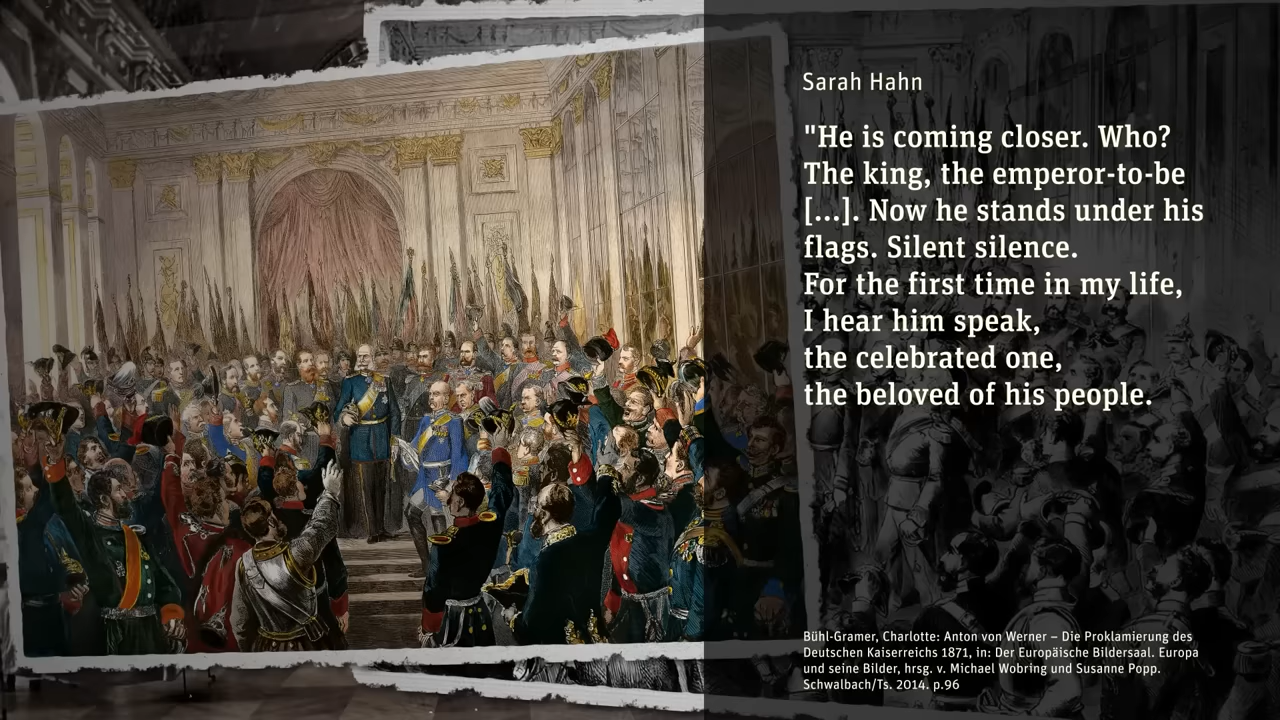 Sarah Hahn
"He is coming closer. Who?
The king, the emperor-to-be
[...]. Now he stands under his
flags. Silent silence.
For the first time in my life,
I hear him speak,
the celebrated one,
the beloved of his people.
Bühl-Gramer, Charlotte: Anton von Werner – Die Proklamierung des
Deutschen Kaiserreichs 1871, in: Der Europäische Bildersaal. Europa
und seine Bilder, hrsg. v. Michael Wobring und Susanne Popp.
Schwalbach/Ts. 2014. p.96